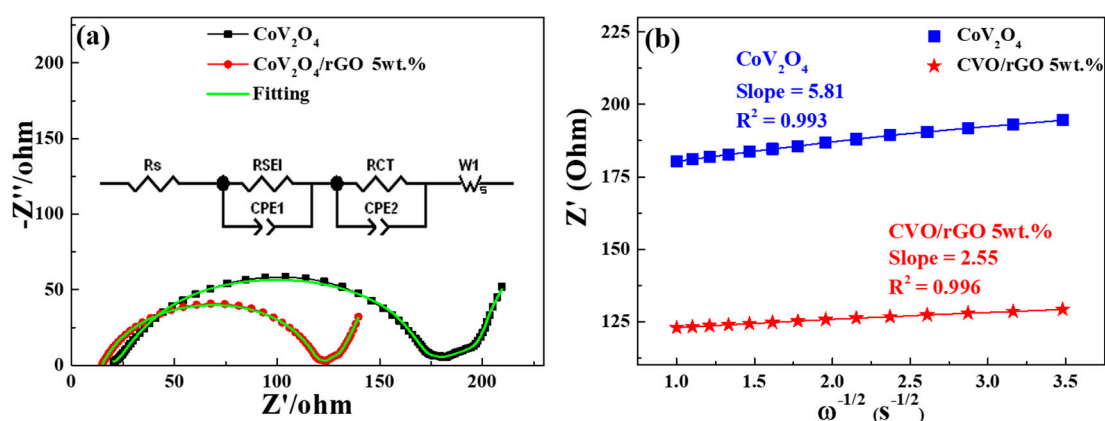 (a)
CoV₂O₄
CoV₂O₄/rGO 5wt.%
Fitting
Rs
RSEI
RCT
W1
s
CPE1
CPE2
-Z''/ohm
200
150
100
50
0
0
50
100
150
200
Z'/ohm
(b)
CoV₂O₄
CVO/rGO 5wt.%
CoV₂O₄
Slope = 5.81
R² = 0.993
CVO/rGO 5wt.%
Slope = 2.55
R² = 0.996
Z' (Ohm)
225
200
175
150
125
1.0
1.5
2.0
2.5
3.0
3.5
ω⁻¹/² (s⁻¹/²)